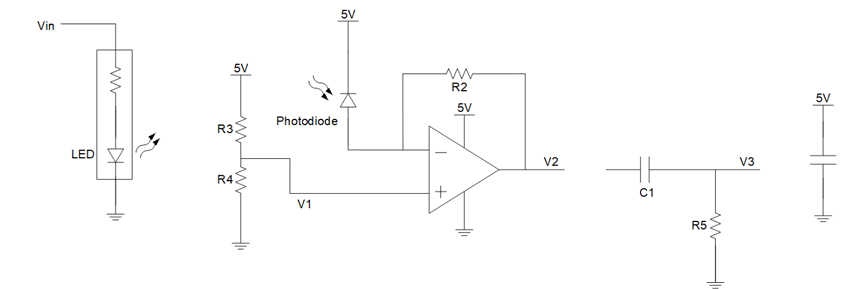 Vin
LED
5V
R3
R4
V1
5V
Photodiode
R2
5V
V2
C1
V3
R5
5V